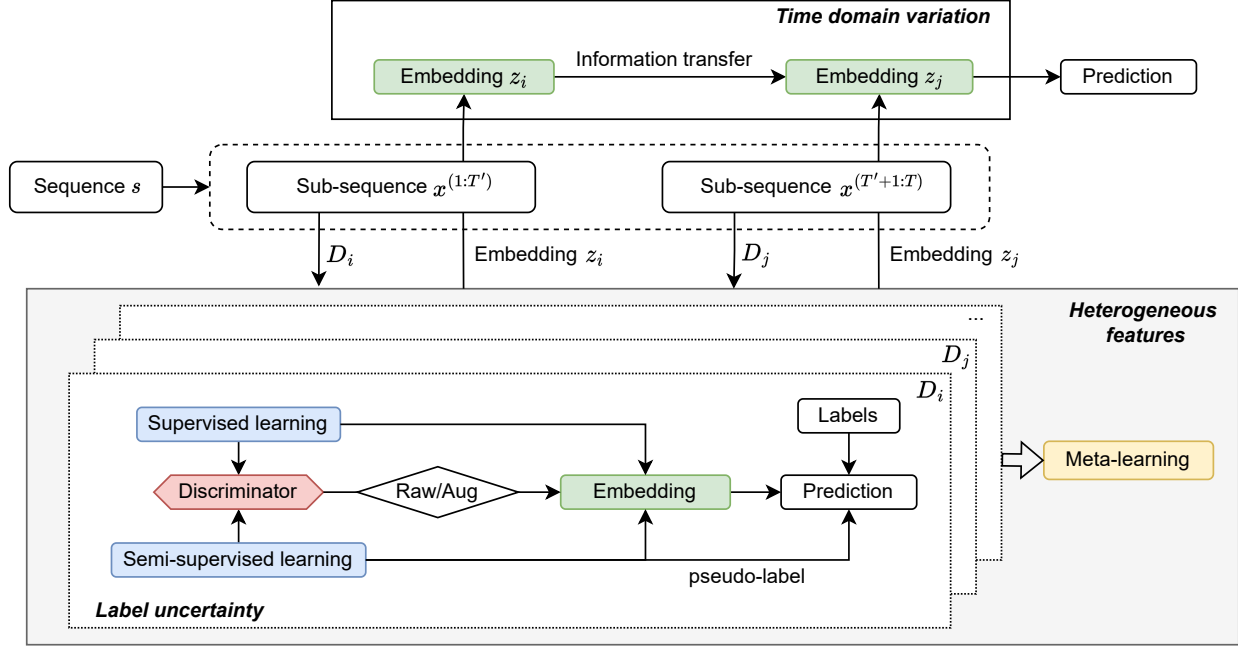 Time domain variation
Embedding $z_i$
Information transfer
Embedding $z_j$
Prediction
Sequence $s$
Sub-sequence $x^{(1:T')}$
Sub-sequence $x^{(T'+1:T)}$
$D_i$
Embedding $z_i$
$D_j$
Embedding $z_j$
Heterogeneous
features
...
$D_j$
$D_i$
Supervised learning
Labels
Discriminator
Raw/Aug
Embedding
Prediction
Meta-learning
Semi-supervised learning
pseudo-label
Label uncertainty